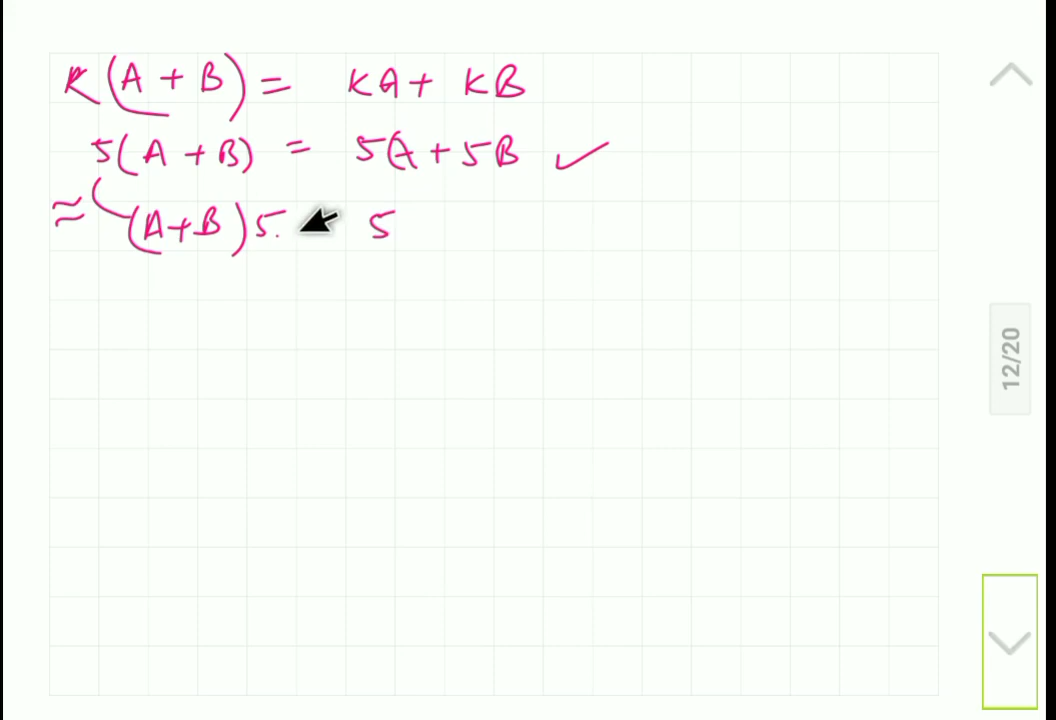 K(A + B) = KA + KB
5(A + B) = 5A + 5B ✓
≈ (A+B)5. 5
12/20